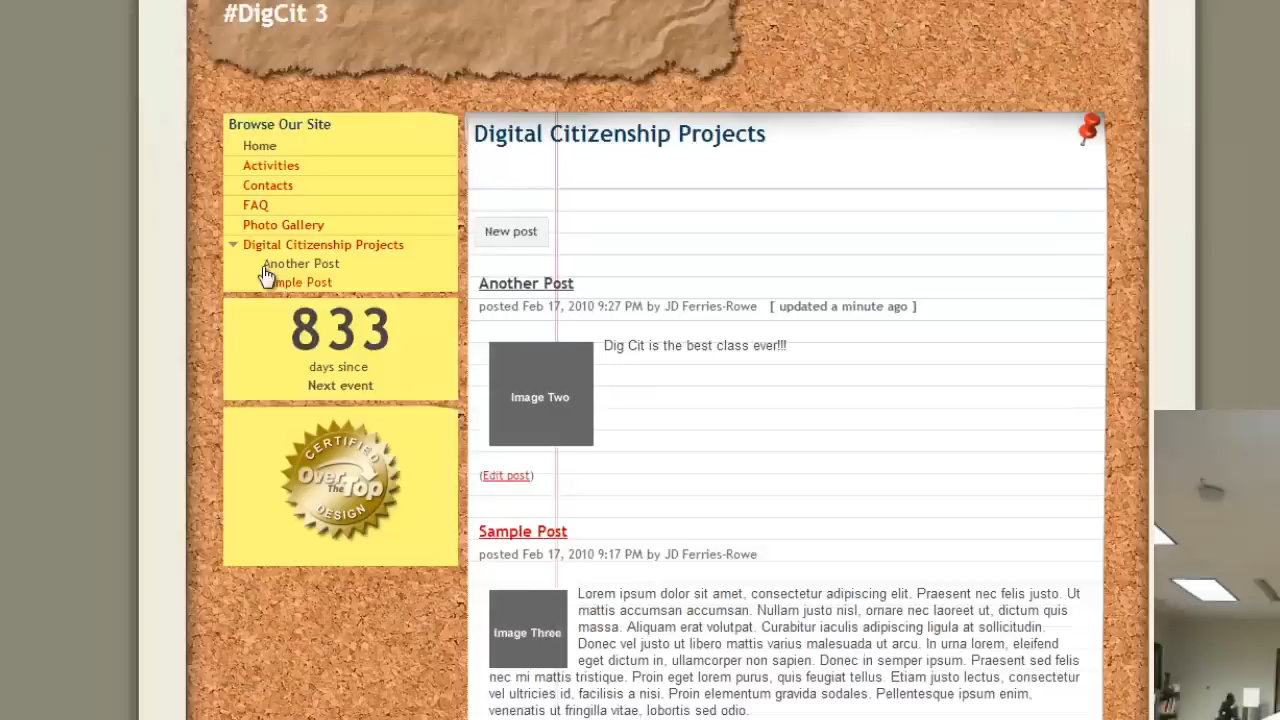 #DigCit 3
Browse Our Site
Home
Activities
Contacts
FAQ
Photo Gallery
Digital Citizenship Projects
Another Post
mple Post
833
days since
Next event
CERTIFIED
Over The Top
DESIGN
Digital Citizenship Projects
New post
Another Post
posted Feb 17, 2010 9:27 PM by JD Ferries-Rowe [ updated a minute ago ]
Image Two
Dig Cit is the best class ever!!!
(Edit post)
Sample Post
posted Feb 17, 2010 9:17 PM by JD Ferries-Rowe
Image Three
Lorem ipsum dolor sit amet, consectetur adipiscing elit. Praesent nec felis justo. Ut
mattis accumsan accumsan. Nullam justo nisl, ornare nec laoreet ut, dictum quis
massa. Aliquam erat volutpat. Curabitur iaculis adipiscing ligula at sollicitudin.
Donec vel justo ut libero mattis varius malesuada ut arcu. In urna lorem, eleifend
eget dictum in, ullamcorper non sapien. Donec in semper ipsum. Praesent sed felis
nec mi mattis tristique. Proin eget lorem purus, quis feugiat tellus. Etiam justo lectus, consectetur
vel ultricies id, facilisis a nisi. Proin elementum gravida sodales. Pellentesque ipsum enim,
venenatis ut fringilla vitae, lobortis sed odio.